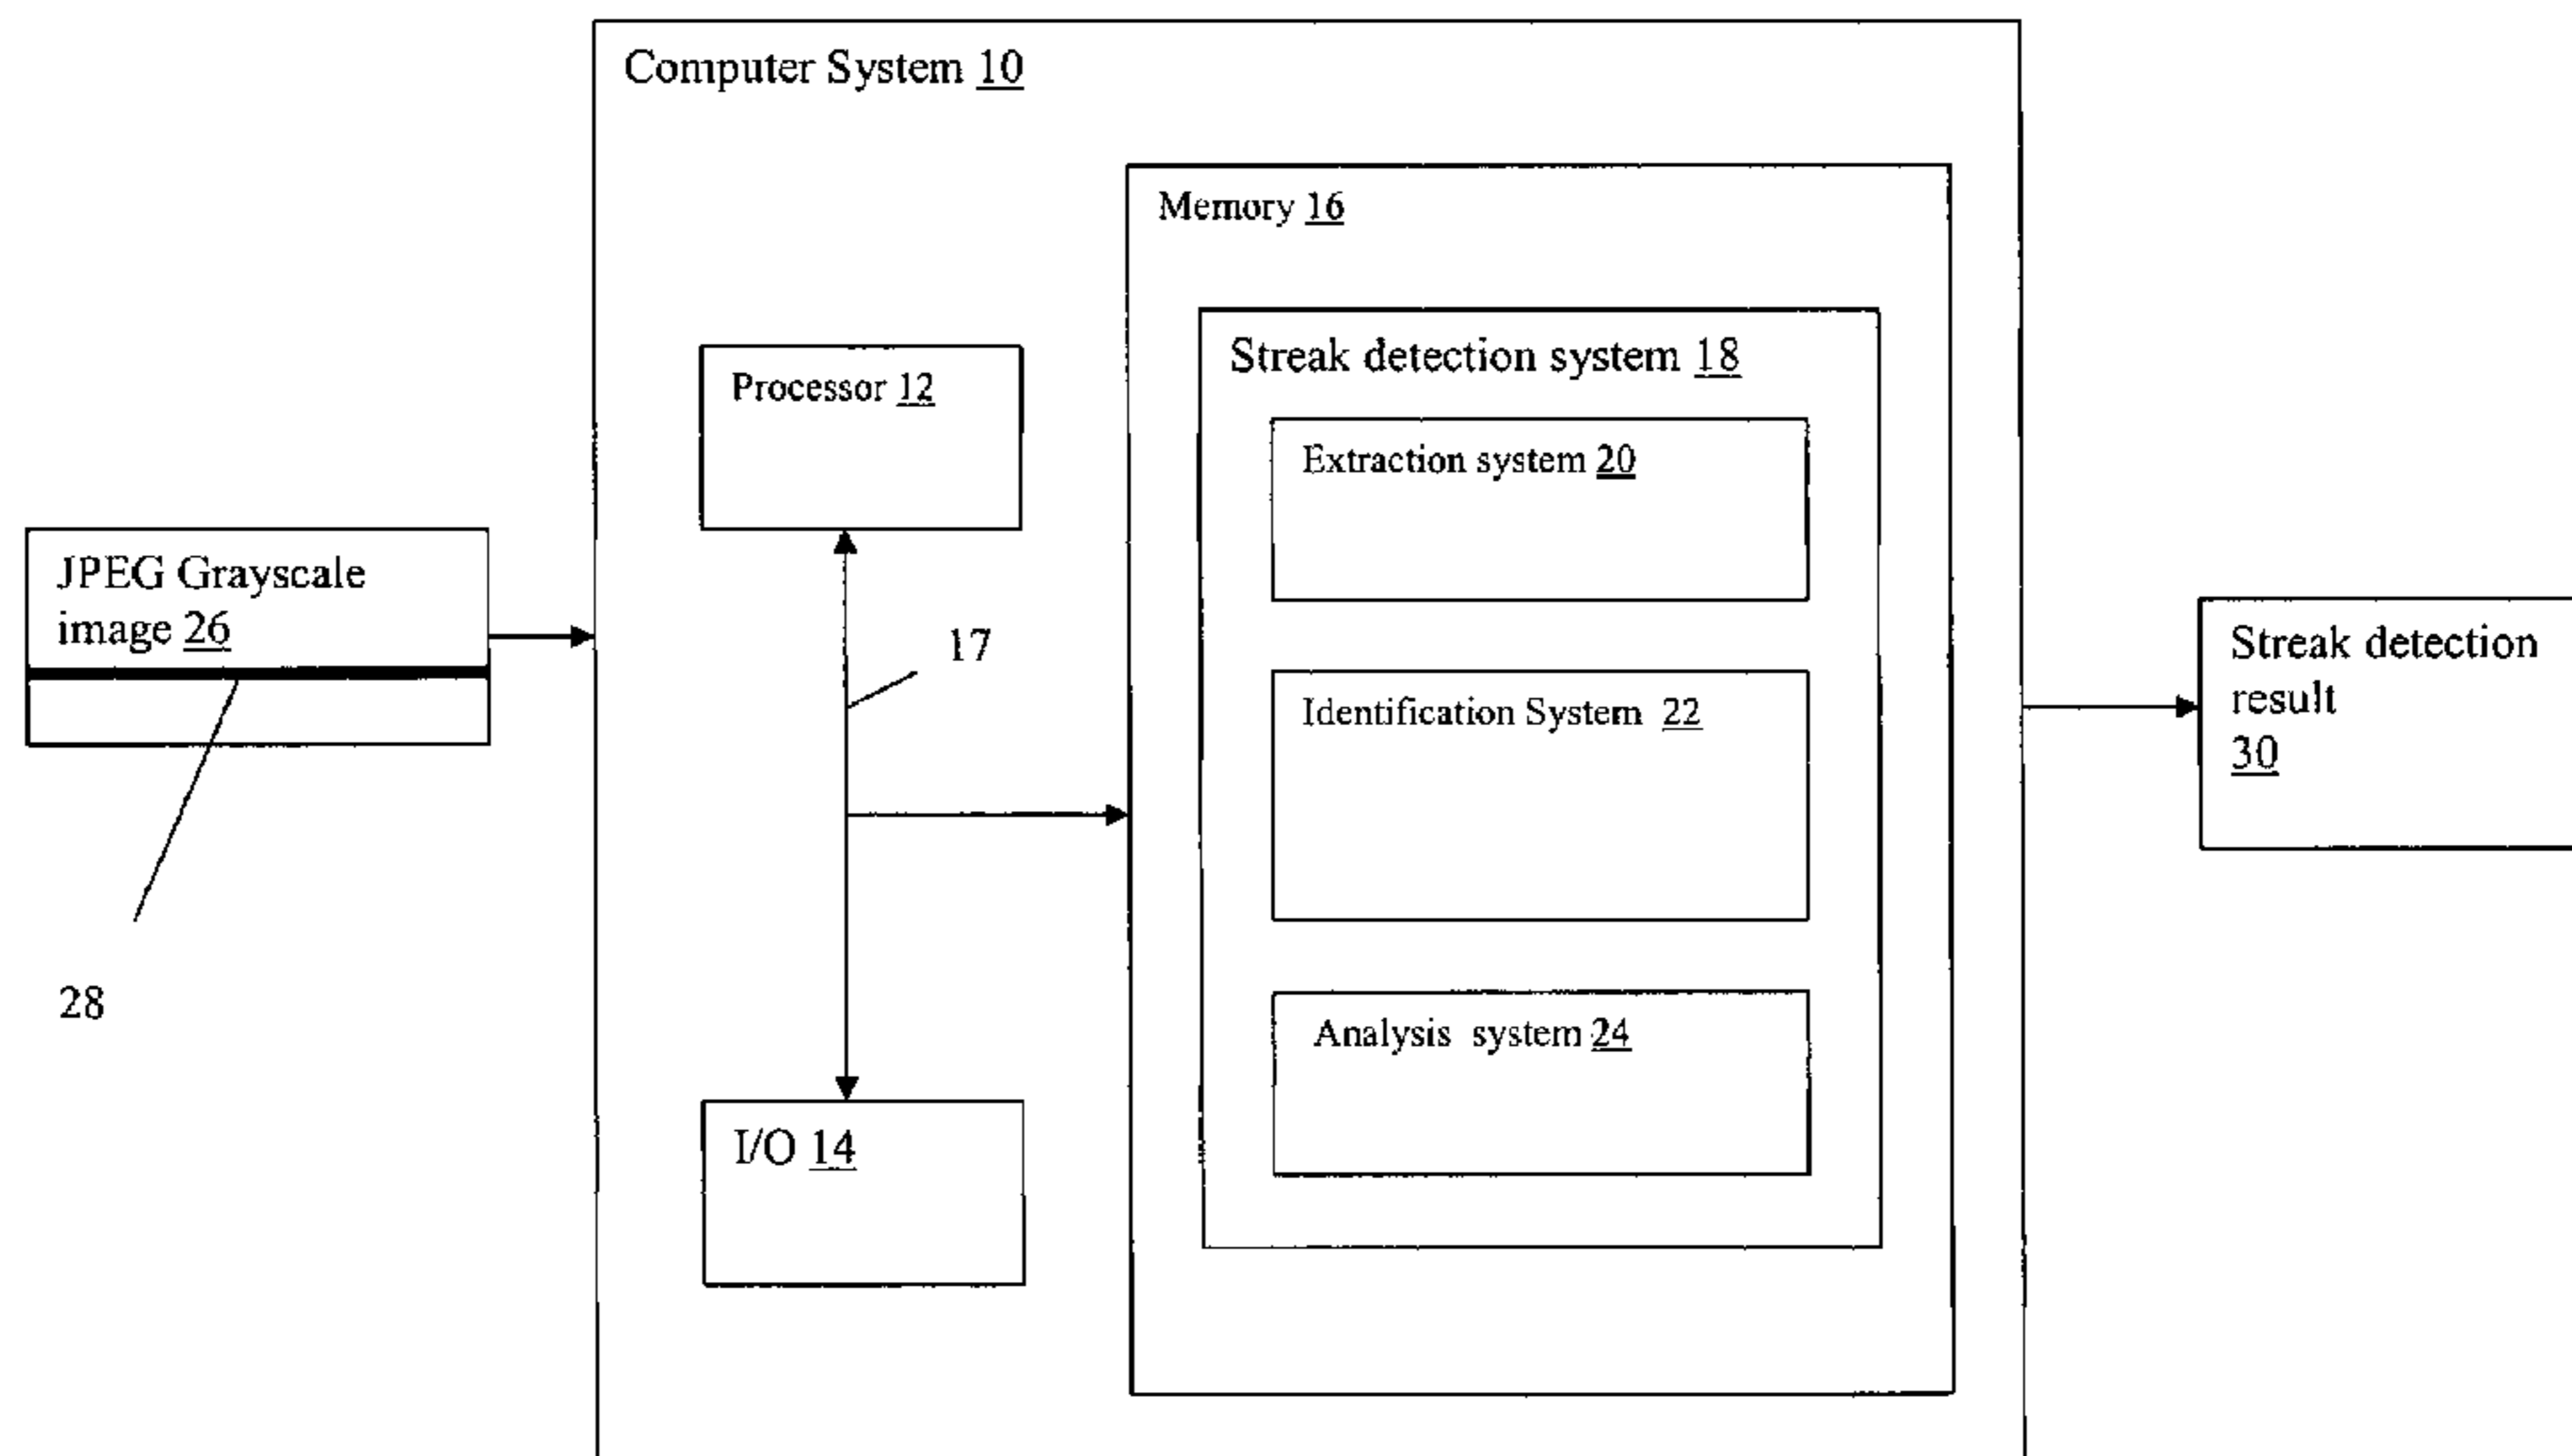 Computer System 10
Memory 16
Streak detection system 18
Processor 12
Extraction system 20
JPEG Grayscale
image 26
17
Streak detection
result
30
Identification System 22
28
Analysis system 24
I/O 14